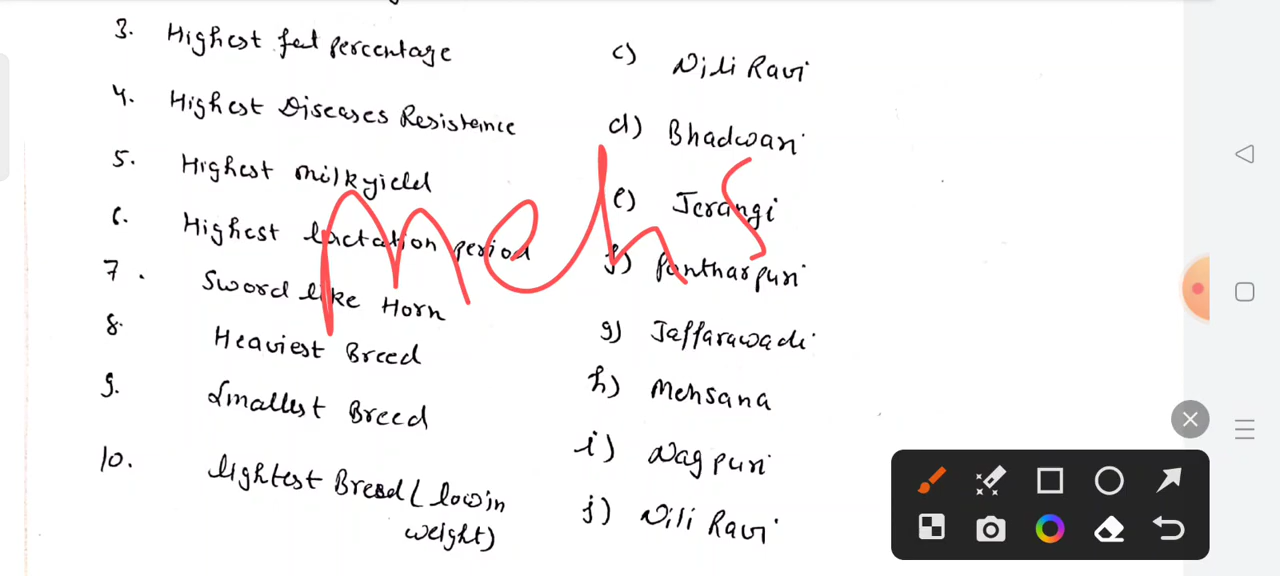 3. Highest fat percentage c) Nili Ravi
4. Highest Diseases Resistance d) Bhadwari
5. Highest milkyield e) Jerangi
6. Highest lactation period f) Pantharpuri
7. Sword like Horn g) Jaffarawadi
8. Heaviest Breed h) Mehsana
9. Smallest Breed i) Nagpuri
10. lightest Breed (low in weight) j) Nili Ravi
mehs